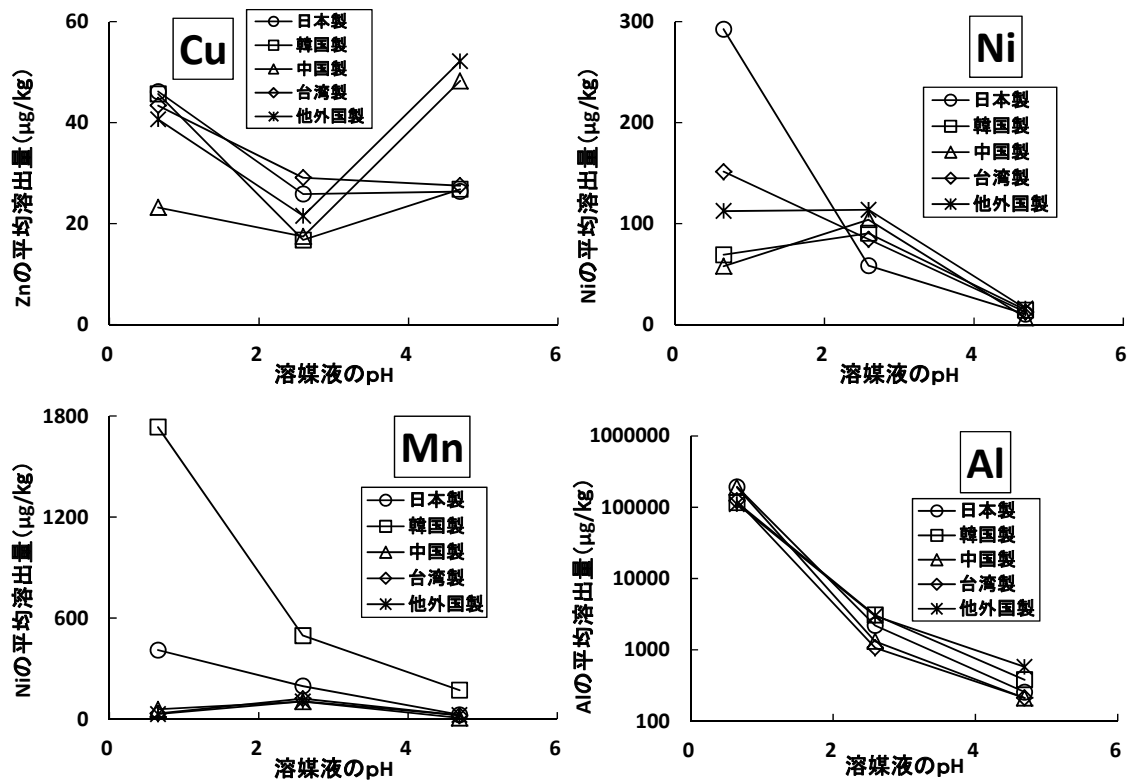 Cu
日本製
韓国製
中国製
台湾製
他外国製
Znの平均溶出量(μg/kg)
60
40
20
0
0
2
4
6
溶媒液のpH
Ni
日本製
韓国製
中国製
台湾製
他外国製
Niの平均溶出量(μg/kg)
300
200
100
0
0
2
4
6
溶媒液のpH
Mn
日本製
韓国製
中国製
台湾製
他外国製
Niの平均溶出量(μg/kg)
1800
1200
600
0
0
2
4
6
溶媒液のpH
Al
日本製
韓国製
中国製
台湾製
他外国製
Alの平均溶出量(μg/kg)
1000000
100000
10000
1000
100
0
2
4
6
溶媒液のpH